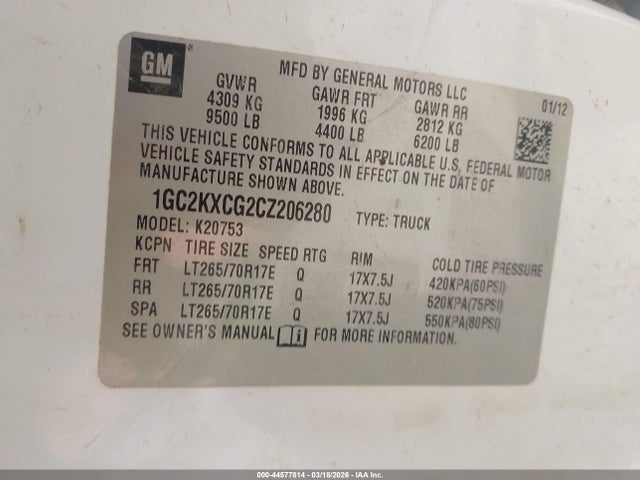 GM
MFD BY GENERAL MOTORS LLC
GVWR GAWR FRT GAWR RR 01/12
4309 KG 1996 KG 2812 KG
9500 LB 4400 LB 6200 LB
THIS VEHICLE CONFORMS TO ALL APPLICABLE U.S. FEDERAL MOTOR
VEHICLE SAFETY STANDARDS IN EFFECT ON THE DATE OF
MANUFACTURE SHOWN ABOVE.
1GC2KXCG2CZ206280 TYPE: TRUCK
MODEL: K20753
KCPN TIRE SIZE SPEED RTG RIM COLD TIRE PRESSURE
FRT LT265/70R17E Q 17X7.5J 420KPA(60PSI)
RR LT265/70R17E Q 17X7.5J 520KPA(75PSI)
SPA LT265/70R17E Q 17X7.5J 550KPA(80PSI)
SEE OWNER'S MANUAL FOR MORE INFORMATION.
000-44577814 - 03/18/2026 - IAA Inc.